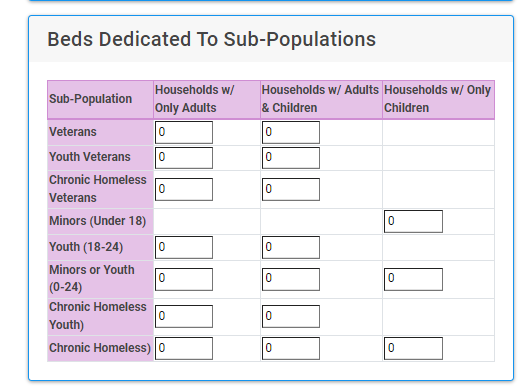 Beds Dedicated To Sub-Populations
Sub-Population Households w/ Only Adults Households w/ Adults & Children Households w/ Only Children
Veterans 0 0
Youth Veterans 0 0
Chronic Homeless Veterans 0 0
Minors (Under 18) 0
Youth (18-24) 0 0
Minors or Youth (0-24) 0 0 0
Chronic Homeless Youth) 0 0
Chronic Homeless) 0 0 0